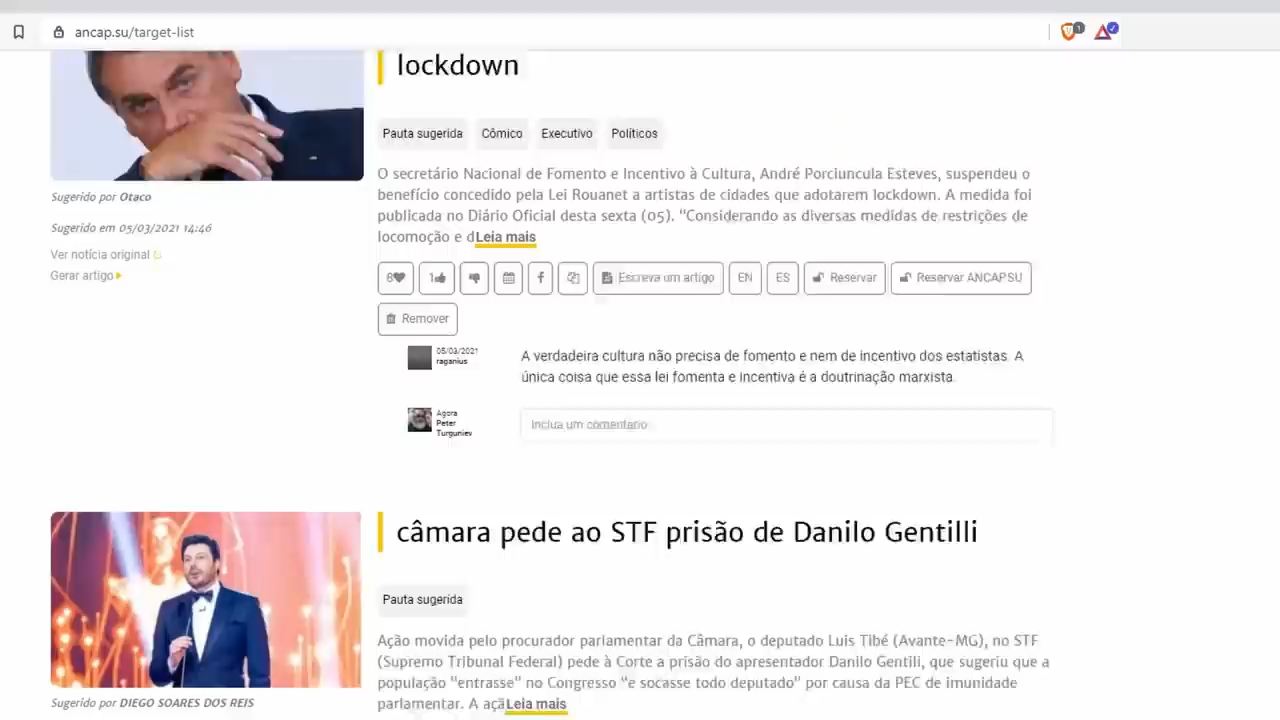 ancap.su/target-list
1
lockdown
Pauta sugerida Cômico Executivo Políticos
O secretário Nacional de Fomento e Incentivo à Cultura, André Porciuncula Esteves, suspendeu o
benefício concedido pela Lei Rouanet a artistas de cidades que adotarem lockdown. A medida foi
publicada no Diário Oficial desta sexta (05). "Considerando as diversas medidas de restrições de
locomoção e dLeia mais
Sugerido por Otaco
Sugerido em 05/03/2021 14:46
Ver notícia original
Gerar artigo
8 1 Escreva um artigo EN ES Reservar Reservar ANCAPSU
Remover
05/03/2021
raganius
A verdadeira cultura não precisa de fomento e nem de incentivo dos estatistas. A
única coisa que essa lei fomenta e incentiva é a doutrinação marxista.
Agora
Peter
Turguniev
Inclua um comentario
câmara pede ao STF prisão de Danilo Gentilli
Pauta sugerida
Ação movida pelo procurador parlamentar da Câmara, o deputado Luis Tibé (Avante-MG), no STF
(Supremo Tribunal Federal) pede à Corte a prisão do apresentador Danilo Gentili, que sugeriu que a
população "entrasse" no Congresso "e socasse todo deputado" por causa da PEC de imunidade
parlamentar. A açãLeia mais
Sugerido por DIEGO SOARES DOS REIS